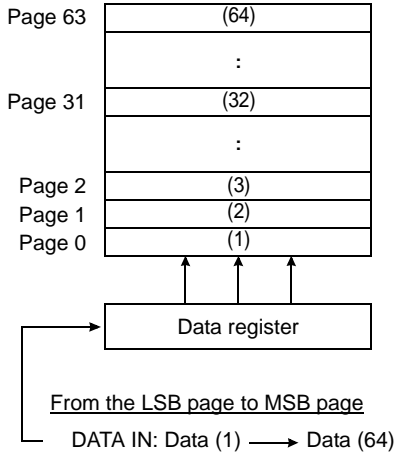 Page 63 (64)
:
Page 31 (32)
:
Page 2 (3)
Page 1 (2)
Page 0 (1)
Data register
From the LSB page to MSB page
DATA IN: Data (1) Data (64)